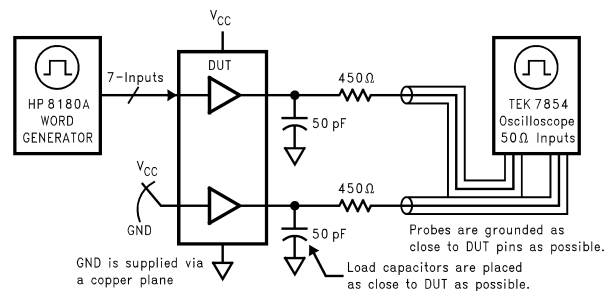 V_CC
DUT
7-Inputs
450Ω
HP 8180A
WORD
GENERATOR
50 pF
TEK 7854
Oscilloscope
50Ω Inputs
V_CC
GND
450Ω
50 pF
Probes are grounded as
close to DUT pins as possible.
GND is supplied via
a copper plane
Load capacitors are placed
as close to DUT as possible.